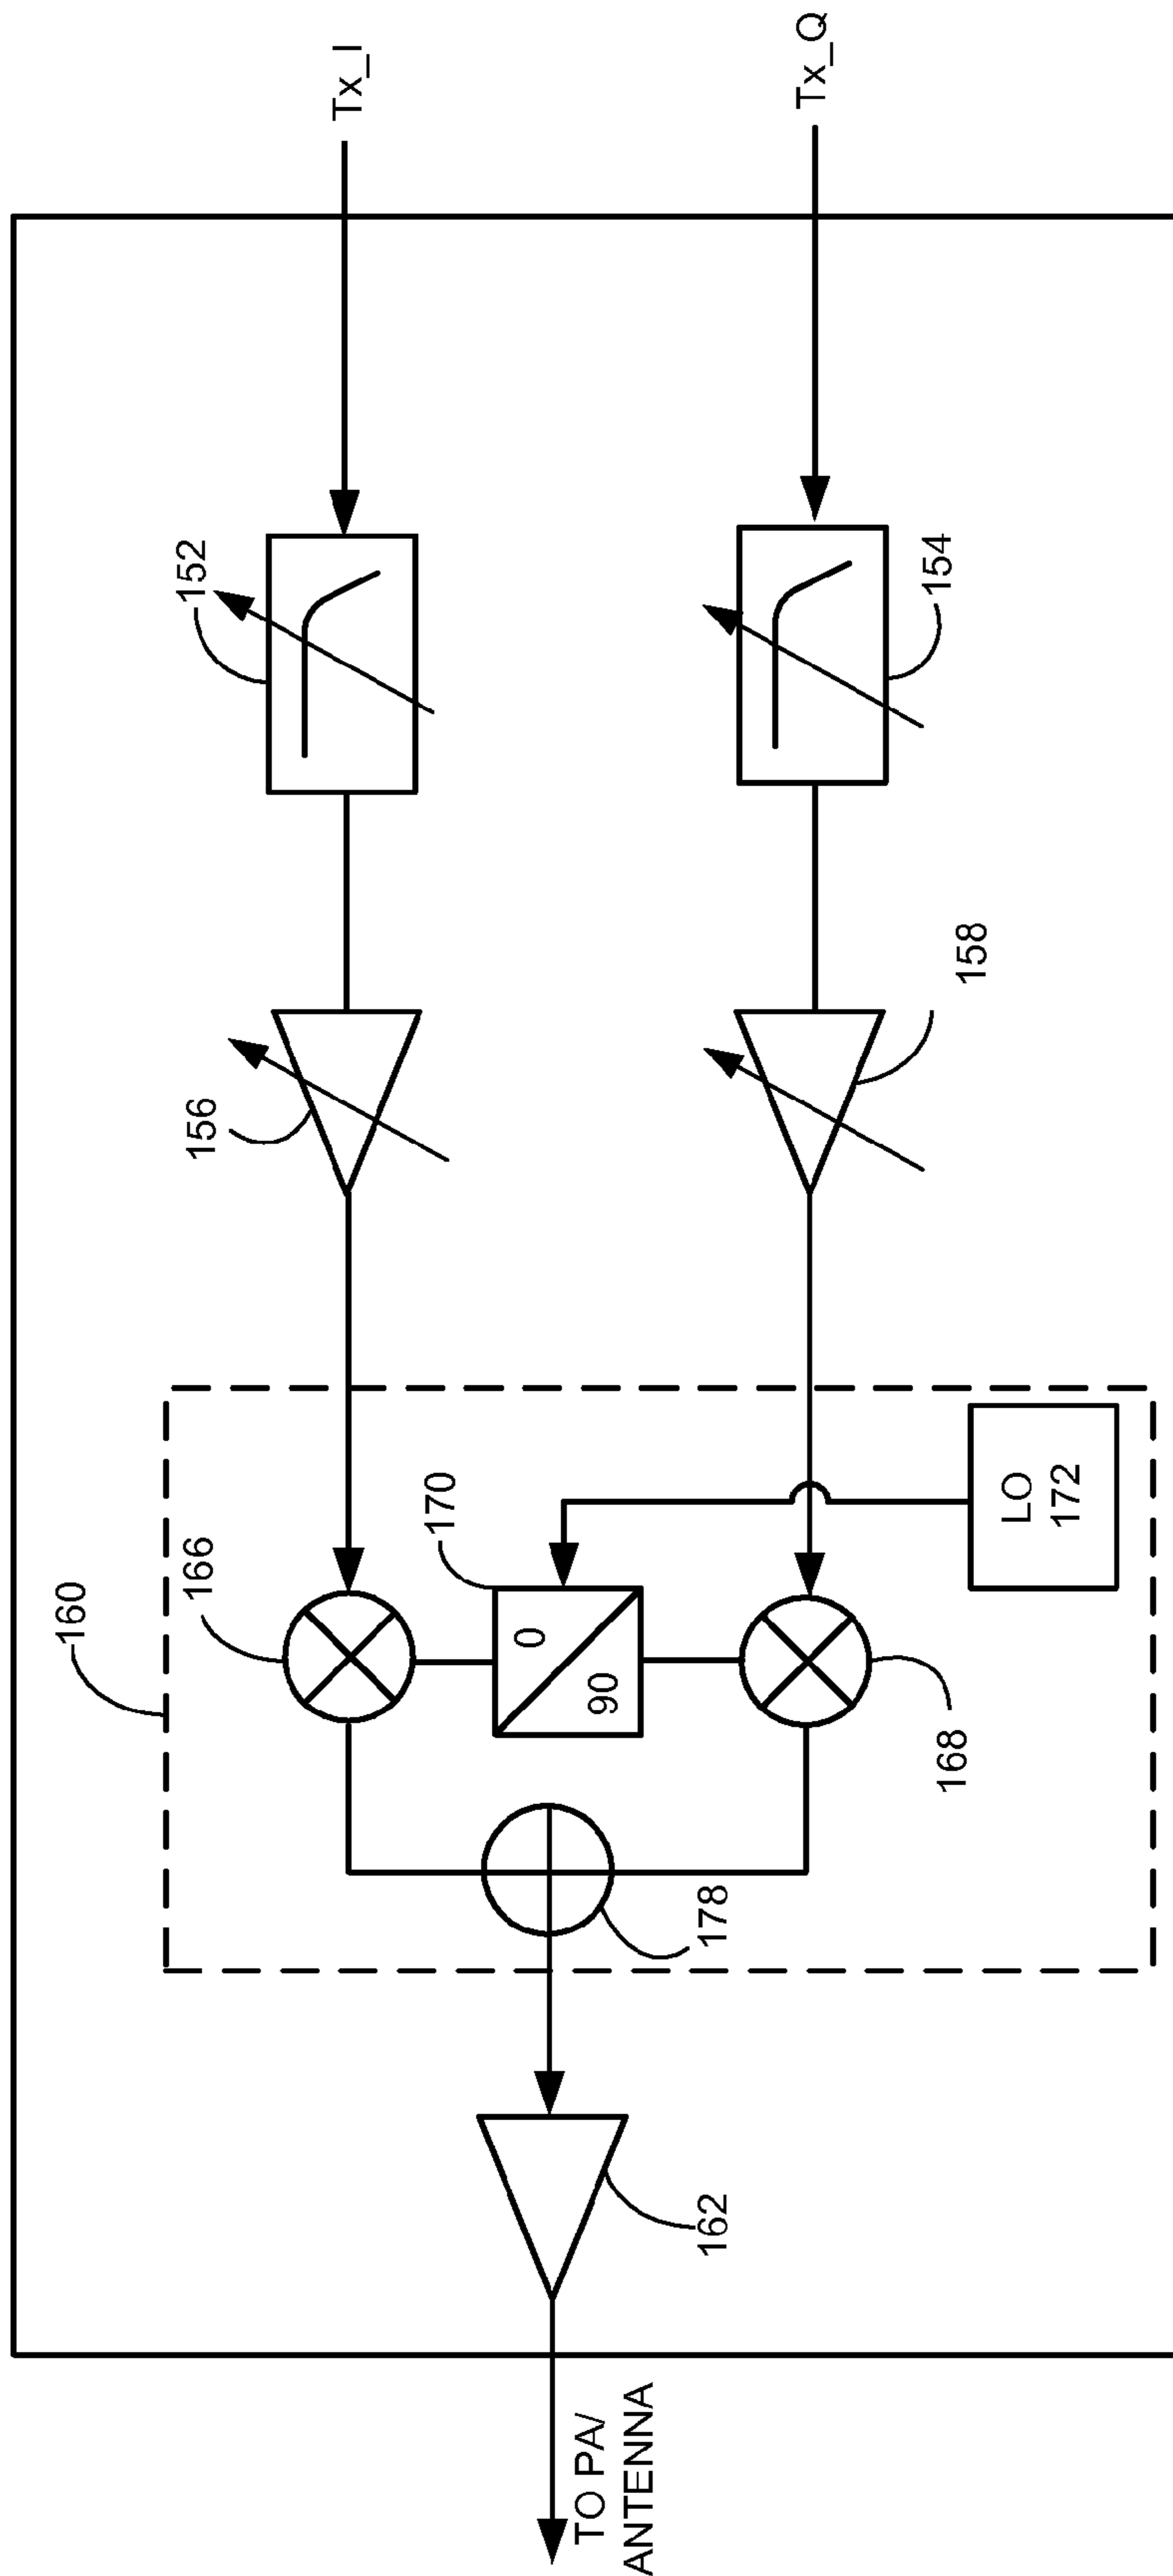 TO PA/
ANTENNA
162
160
178
166
170
0
90
168
LO
172
156
158
152
154
Tx_I
Tx_Q